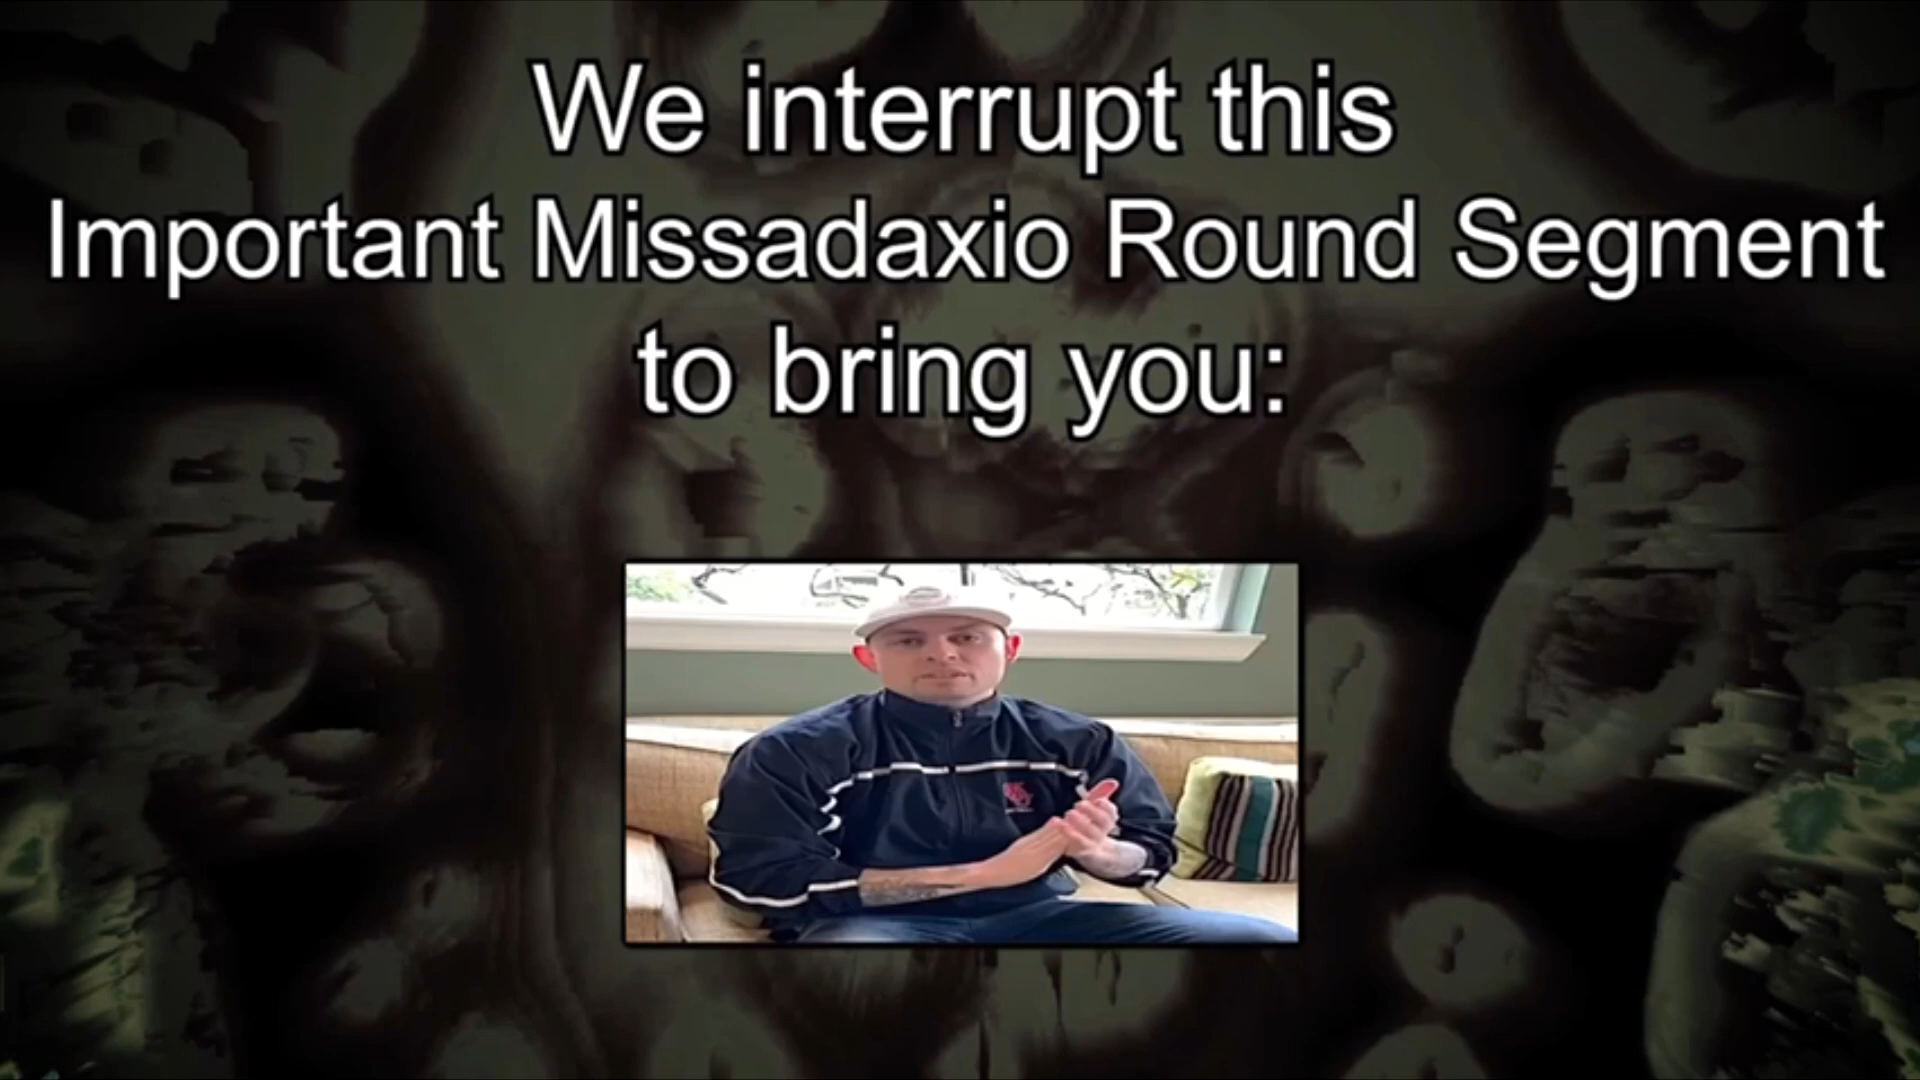 We interrupt this
Important Missadaxio Round Segment
to bring you: